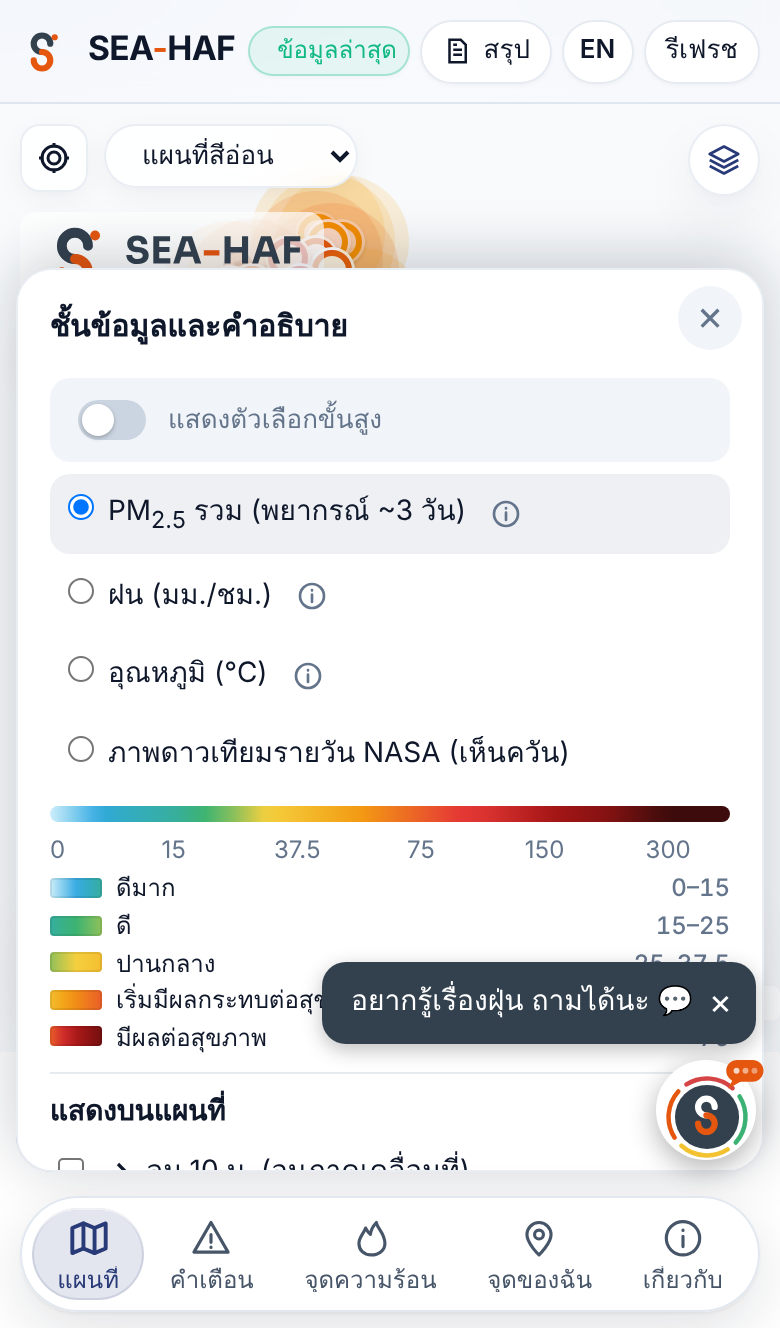 SEA-HAF
ข้อมูลล่าสุด
สรุป
EN
รีเฟรช
แผนที่สีอ่อน
SEA-HAF
ชั้นข้อมูลและคำอธิบาย
แสดงตัวเลือกขั้นสูง
PM2.5 รวม (พยากรณ์ ~3 วัน)
ฝน (มม./ชม.)
อุณหภูมิ (°C)
ภาพดาวเทียมรายวัน NASA (เห็นควัน)
0 15 37.5 75 150 300
ดีมาก 0–15
ดี 15–25
ปานกลาง
เริ่มมีผลกระทบต่อสุข
มีผลต่อสุขภาพ
อยากรู้เรื่องฝุ่น ถามได้นะ 💬
แสดงบนแผนที่
แผนที่
คำเตือน
จุดความร้อน
จุดของฉัน
เกี่ยวกับ